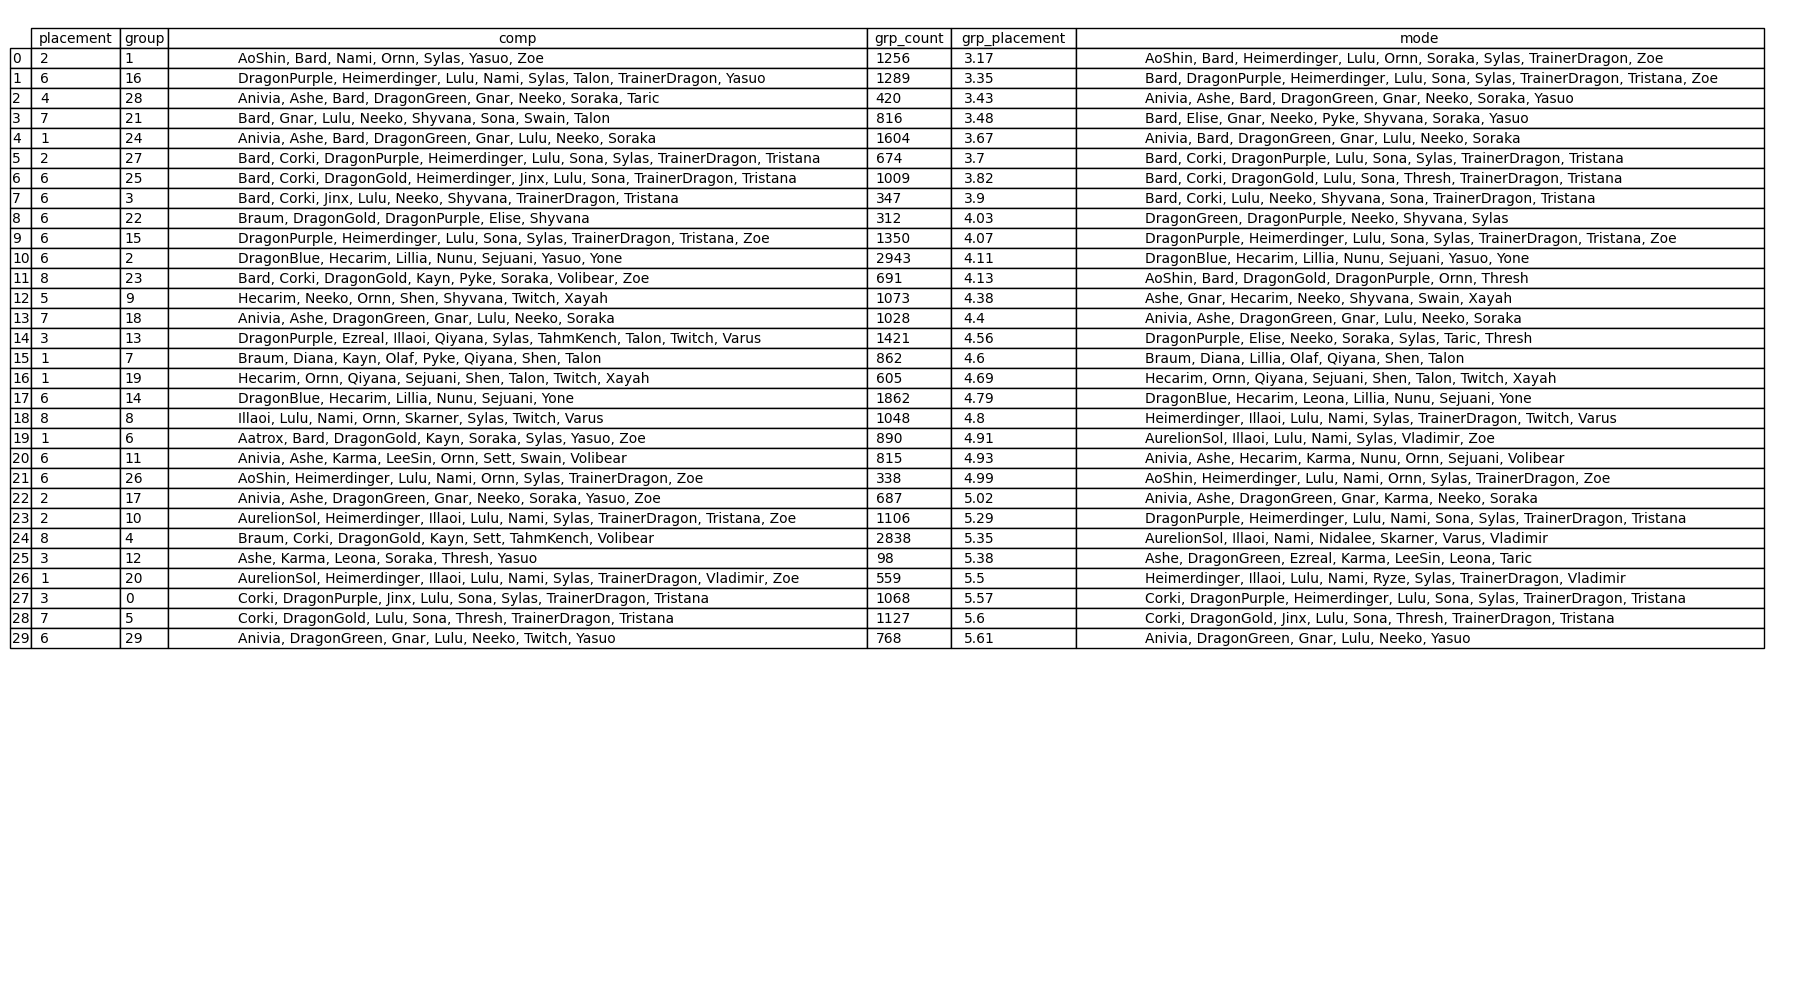 placement group comp grp_count grp_placement mode
0 2 1 AoShin, Bard, Nami, Ornn, Sylas, Yasuo, Zoe 1256 3.17 AoShin, Bard, Heimerdinger, Lulu, Ornn, Soraka, Sylas, TrainerDragon, Zoe
1 6 16 DragonPurple, Heimerdinger, Lulu, Nami, Sylas, Talon, TrainerDragon, Yasuo 1289 3.35 Bard, DragonPurple, Heimerdinger, Lulu, Sona, Sylas, TrainerDragon, Tristana, Zoe
2 4 28 Anivia, Ashe, Bard, DragonGreen, Gnar, Neeko, Soraka, Taric 420 3.43 Anivia, Ashe, Bard, DragonGreen, Gnar, Neeko, Soraka, Yasuo
3 7 21 Bard, Gnar, Lulu, Neeko, Shyvana, Sona, Swain, Talon 816 3.48 Bard, Elise, Gnar, Neeko, Pyke, Shyvana, Soraka, Yasuo
4 1 24 Anivia, Ashe, Bard, DragonGreen, Gnar, Lulu, Neeko, Soraka 1604 3.67 Anivia, Bard, DragonGreen, Gnar, Lulu, Neeko, Soraka
5 2 27 Bard, Corki, DragonPurple, Heimerdinger, Lulu, Sona, Sylas, TrainerDragon, Tristana 674 3.7 Bard, Corki, DragonPurple, Lulu, Sona, Sylas, TrainerDragon, Tristana
6 6 25 Bard, Corki, DragonGold, Heimerdinger, Jinx, Lulu, Sona, TrainerDragon, Tristana 1009 3.82 Bard, Corki, DragonGold, Lulu, Sona, Thresh, TrainerDragon, Tristana
7 6 3 Bard, Corki, Jinx, Lulu, Neeko, Shyvana, TrainerDragon, Tristana 347 3.9 Bard, Corki, Lulu, Neeko, Shyvana, Sona, TrainerDragon, Tristana
8 6 22 Braum, DragonGold, DragonPurple, Elise, Shyvana 312 4.03 DragonGreen, DragonPurple, Neeko, Shyvana, Sylas
9 6 15 DragonPurple, Heimerdinger, Lulu, Sona, Sylas, TrainerDragon, Tristana, Zoe 1350 4.07 DragonPurple, Heimerdinger, Lulu, Sona, Sylas, TrainerDragon, Tristana, Zoe
10 6 2 DragonBlue, Hecarim, Lillia, Nunu, Sejuani, Yasuo, Yone 2943 4.11 DragonBlue, Hecarim, Lillia, Nunu, Sejuani, Yasuo, Yone
11 8 23 Bard, Corki, DragonGold, Kayn, Pyke, Soraka, Volibear, Zoe 691 4.13 AoShin, Bard, DragonGold, DragonPurple, Ornn, Thresh
12 5 9 Hecarim, Neeko, Ornn, Shen, Shyvana, Twitch, Xayah 1073 4.38 Ashe, Gnar, Hecarim, Neeko, Shyvana, Swain, Xayah
13 7 18 Anivia, Ashe, DragonGreen, Gnar, Lulu, Neeko, Soraka 1028 4.4 Anivia, Ashe, DragonGreen, Gnar, Lulu, Neeko, Soraka
14 3 13 DragonPurple, Ezreal, Illaoi, Qiyana, Sylas, TahmKench, Talon, Twitch, Varus 1421 4.56 DragonPurple, Elise, Neeko, Soraka, Sylas, Taric, Thresh
15 1 7 Braum, Diana, Kayn, Olaf, Pyke, Qiyana, Shen, Talon 862 4.6 Braum, Diana, Lillia, Olaf, Qiyana, Shen, Talon
16 1 19 Hecarim, Ornn, Qiyana, Sejuani, Shen, Talon, Twitch, Xayah 605 4.69 Hecarim, Ornn, Qiyana, Sejuani, Shen, Talon, Twitch, Xayah
17 6 14 DragonBlue, Hecarim, Lillia, Nunu, Sejuani, Yone 1862 4.79 DragonBlue, Hecarim, Leona, Lillia, Nunu, Sejuani, Yone
18 8 8 Illaoi, Lulu, Nami, Ornn, Skarner, Sylas, Twitch, Varus 1048 4.8 Heimerdinger, Illaoi, Lulu, Nami, Sylas, TrainerDragon, Twitch, Varus
19 1 6 Aatrox, Bard, DragonGold, Kayn, Soraka, Sylas, Yasuo, Zoe 890 4.91 AurelionSol, Illaoi, Lulu, Nami, Sylas, Vladimir, Zoe
20 6 11 Anivia, Ashe, Karma, LeeSin, Ornn, Sett, Swain, Volibear 815 4.93 Anivia, Ashe, Hecarim, Karma, Nunu, Ornn, Sejuani, Volibear
21 6 26 AoShin, Heimerdinger, Lulu, Nami, Ornn, Sylas, TrainerDragon, Zoe 338 4.99 AoShin, Heimerdinger, Lulu, Nami, Ornn, Sylas, TrainerDragon, Zoe
22 2 17 Anivia, Ashe, DragonGreen, Gnar, Neeko, Soraka, Yasuo, Zoe 687 5.02 Anivia, Ashe, DragonGreen, Gnar, Karma, Neeko, Soraka
23 2 10 AurelionSol, Heimerdinger, Illaoi, Lulu, Nami, Sylas, TrainerDragon, Tristana, Zoe 1106 5.29 DragonPurple, Heimerdinger, Lulu, Nami, Sona, Sylas, TrainerDragon, Tristana
24 8 4 Braum, Corki, DragonGold, Kayn, Sett, TahmKench, Volibear 2838 5.35 AurelionSol, Illaoi, Nami, Nidalee, Skarner, Varus, Vladimir
25 3 12 Ashe, Karma, Leona, Soraka, Thresh, Yasuo 98 5.38 Ashe, DragonGreen, Ezreal, Karma, LeeSin, Leona, Taric
26 1 20 AurelionSol, Heimerdinger, Illaoi, Lulu, Nami, Sylas, TrainerDragon, Vladimir, Zoe 559 5.5 Heimerdinger, Illaoi, Lulu, Nami, Ryze, Sylas, TrainerDragon, Vladimir
27 3 0 Corki, DragonPurple, Jinx, Lulu, Sona, Sylas, TrainerDragon, Tristana 1068 5.57 Corki, DragonPurple, Heimerdinger, Lulu, Sona, Sylas, TrainerDragon, Tristana
28 7 5 Corki, DragonGold, Lulu, Sona, Thresh, TrainerDragon, Tristana 1127 5.6 Corki, DragonGold, Jinx, Lulu, Sona, Thresh, TrainerDragon, Tristana
29 6 29 Anivia, DragonGreen, Gnar, Lulu, Neeko, Twitch, Yasuo 768 5.61 Anivia, DragonGreen, Gnar, Lulu, Neeko, Yasuo